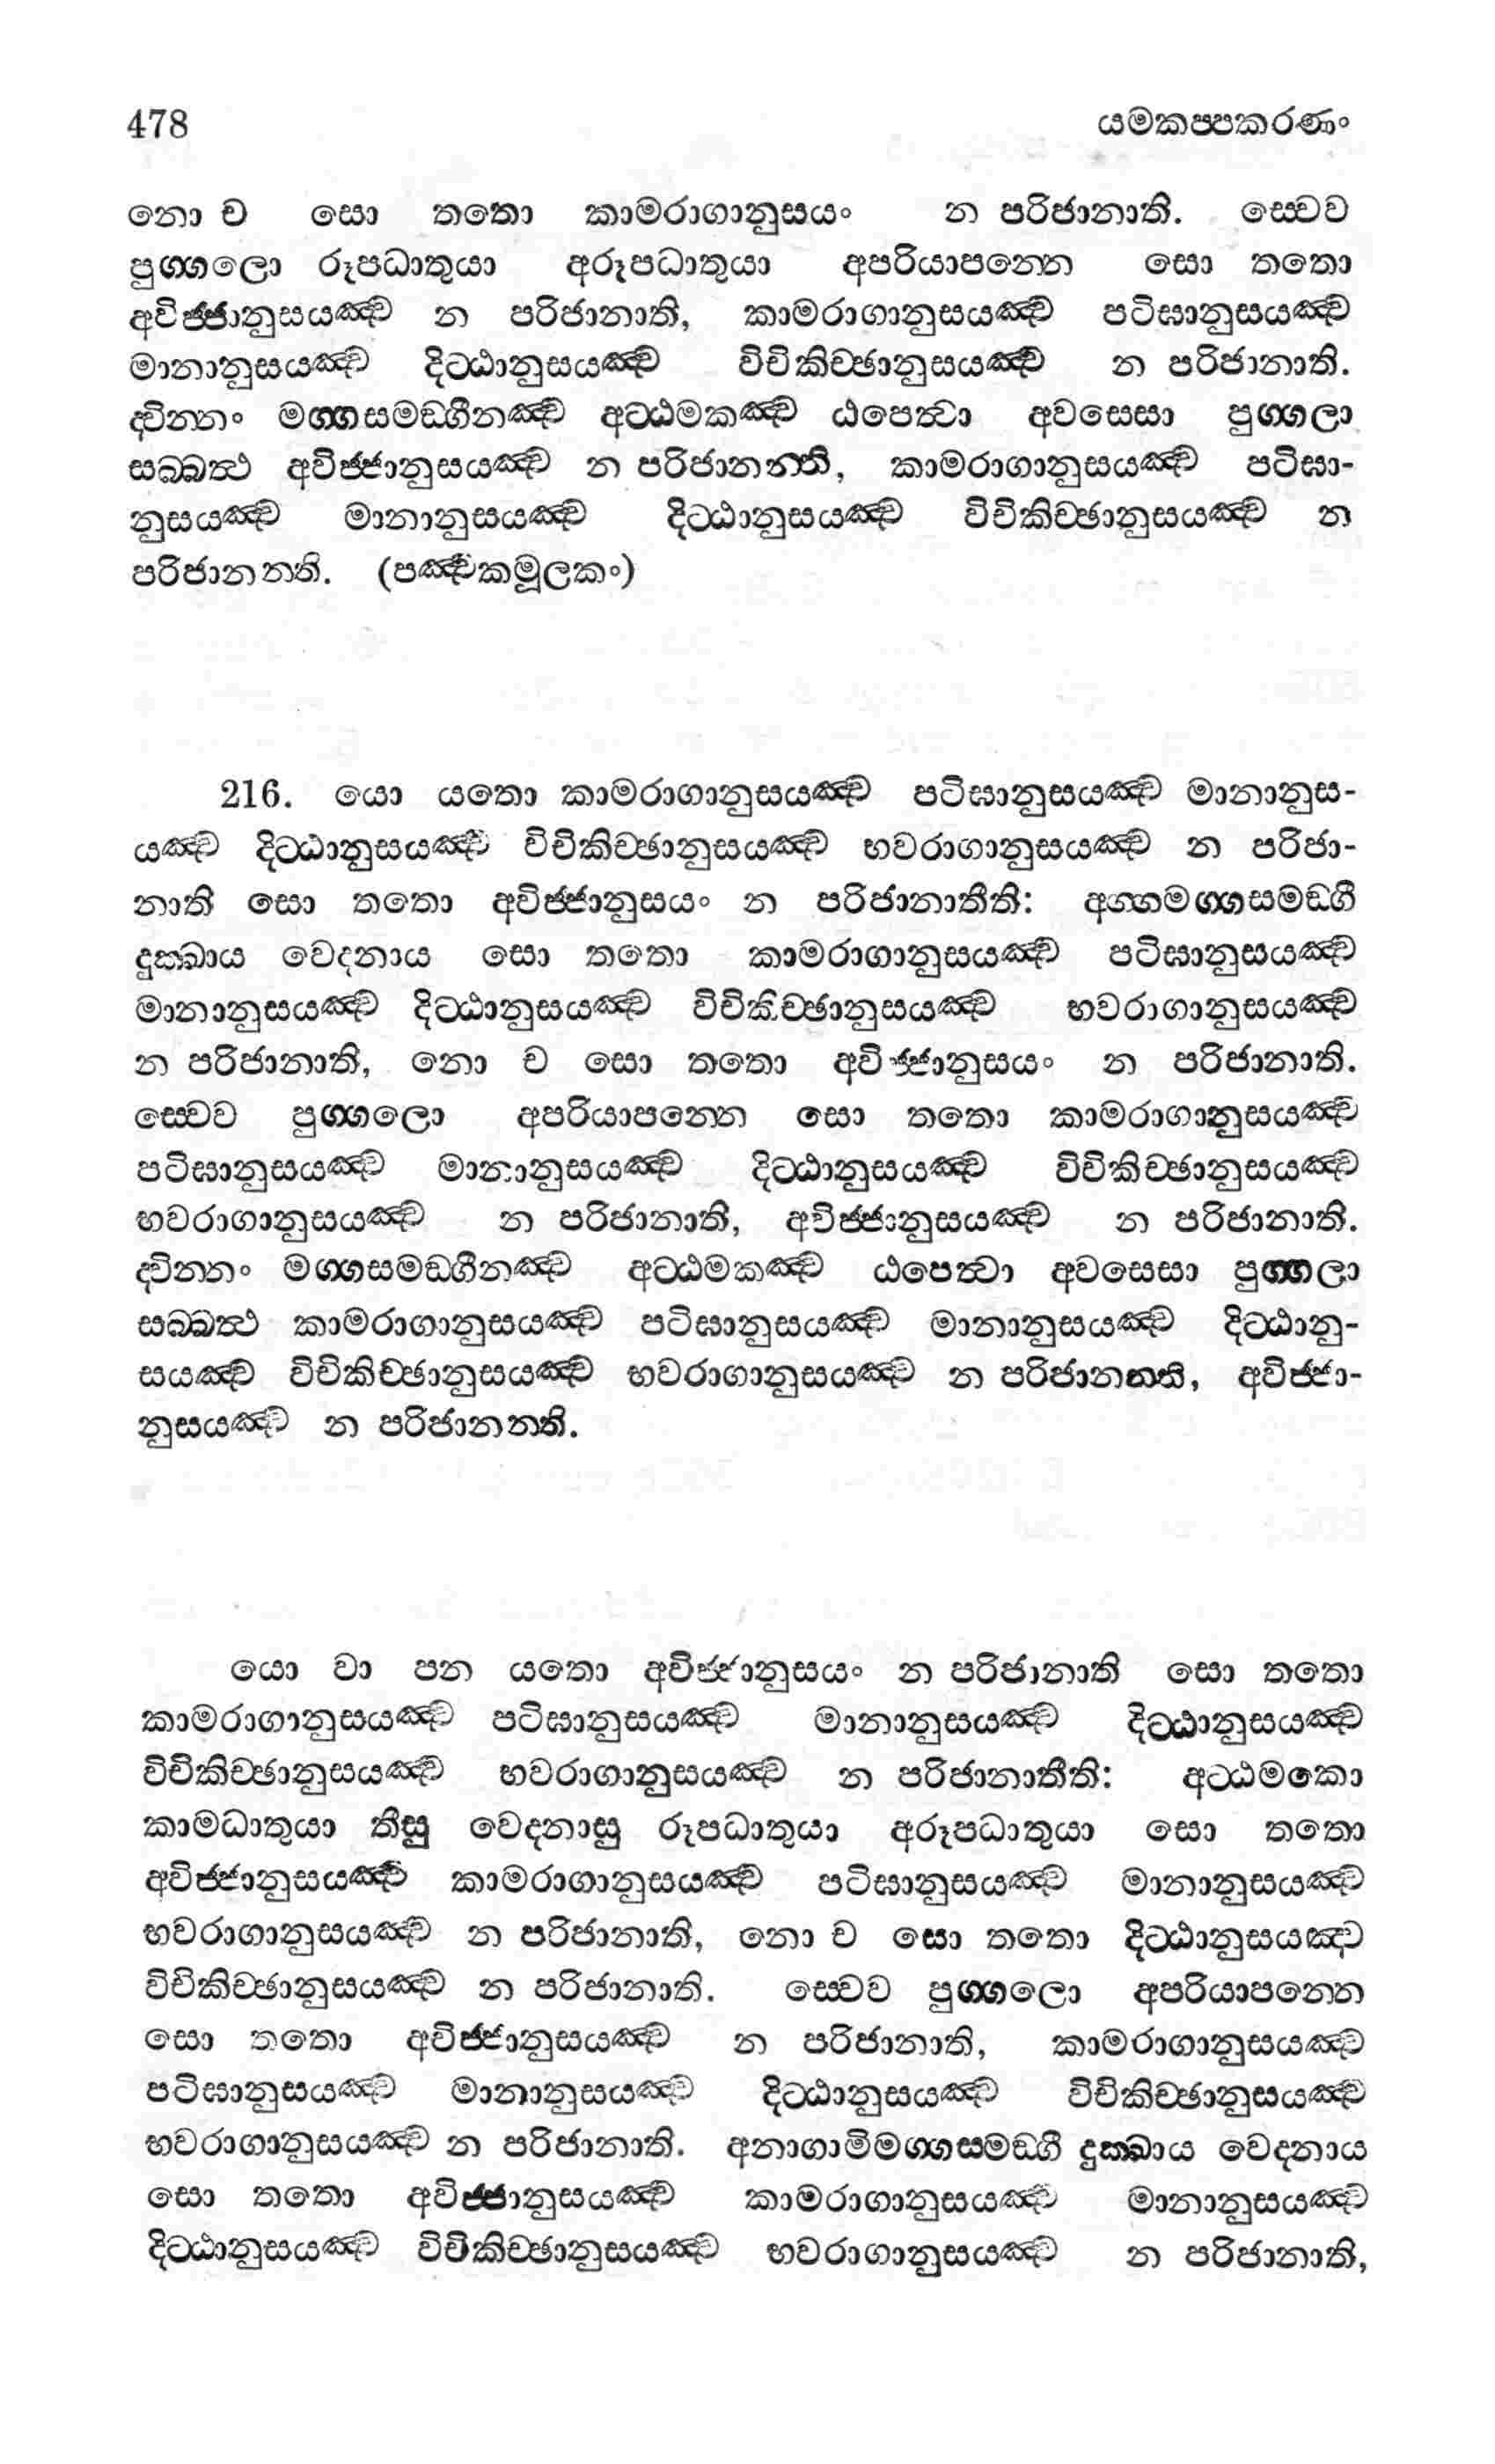 478 යමකප්පකරණං
නො ච සො තතො කාමරාගානුසයං න පරිජානාති. ස්වෙව
පුග්ගලො රූපධාතුයා අරූපධාතුයා අපරියාපන්නෙ සො තතො
අවිජ්ජානුසයඤ්ච න පරිජානාති, කාමරාගානුසයඤ්ච පටිඝානුසයඤ්ච
මානානුසයඤ්ච දිට්ඨානුසයඤ්ච විචිකිච්ඡානුසයඤ්ච න පරිජානාති.
ද්වින්නං මග්ගසමඞ්ගීනඤ්ච අට්ඨමකඤ්ච ඨපෙත්වා අවසෙසා පුග්ගලා
සබ්බත්ථ අවිජ්ජානුසයඤ්ච න පරිජානන්ති, කාමරාගානුසයඤ්ච පටිඝා-
නුසයඤ්ච මානානුසයඤ්ච දිට්ඨානුසයඤ්ච විචිකිච්ඡානුසයඤ්ච න
පරිජානන්ති. (පඤ්චකමූලකං)
216. යො යතො කාමරාගානුසයඤ්ච පටිඝානුසයඤ්ච මානානුස-
යඤ්ච දිට්ඨානුසයඤ්ච විචිකිච්ඡානුසයඤ්ච භවරාගානුසයඤ්ච න පරිජා-
නාති සො තතො අවිජ්ජානුසයං න පරිජානාතීති: අග්ගමග්ගසමඞ්ගී
දුක්ඛාය වෙදනාය සො තතො කාමරාගානුසයඤ්ච පටිඝානුසයඤ්ච
මානානුසයඤ්ච දිට්ඨානුසයඤ්ච විචිකිච්ඡානුසයඤ්ච භවරාගානුසයඤ්ච
න පරිජානාති, නො ච සො තතො අවිජ්ජානුසයං න පරිජානාති.
ස්වෙව පුග්ගලො අපරියාපන්නෙ සො තතො කාමරාගානුසයඤ්ච
පටිඝානුසයඤ්ච මානානුසයඤ්ච දිට්ඨානුසයඤ්ච විචිකිච්ඡානුසයඤ්ච
භවරාගානුසයඤ්ච න පරිජානාති, අවිජ්ජානුසයඤ්ච න පරිජානාති.
ද්වින්නං මග්ගසමඞ්ගීනඤ්ච අට්ඨමකඤ්ච ඨපෙත්වා අවසෙසා පුග්ගලා
සබ්බත්ථ කාමරාගානුසයඤ්ච පටිඝානුසයඤ්ච මානානුසයඤ්ච දිට්ඨානු-
සයඤ්ච විචිකිච්ඡානුසයඤ්ච භවරාගානුසයඤ්ච න පරිජානන්ති, අවිජ්ජා-
නුසයඤ්ච න පරිජානන්ති.
යො වා පන යතො අවිජ්ජානුසයං න පරිජානාති සො තතො
කාමරාගානුසයඤ්ච පටිඝානුසයඤ්ච මානානුසයඤ්ච දිට්ඨානුසයඤ්ච
විචිකිච්ඡානුසයඤ්ච භවරාගානුසයඤ්ච න පරිජානාතීති: අට්ඨමකො
කාමධාතුයා තීසු වෙදනාසු රූපධාතුයා අරූපධාතුයා සො තතො
අවිජ්ජානුසයඤ්ච කාමරාගානුසයඤ්ච පටිඝානුසයඤ්ච මානානුසයඤ්ච
භවරාගානුසයඤ්ච න පරිජානාති, නො ච සො තතො දිට්ඨානුසයඤ්ච
විචිකිච්ඡානුසයඤ්ච න පරිජානාති. ස්වෙව පුග්ගලො අපරියාපන්නෙ
සො තතො අවිජ්ජානුසයඤ්ච න පරිජානාති, කාමරාගානුසයඤ්ච
පටිඝානුසයඤ්ච මානානුසයඤ්ච දිට්ඨානුසයඤ්ච විචිකිච්ඡානුසයඤ්ච
භවරාගානුසයඤ්ච න පරිජානාති. අනාගාමිමග්ගසමඞ්ගී දුක්ඛාය වෙදනාය
සො තතො අවිජ්ජානුසයඤ්ච කාමරාගානුසයඤ්ච මානානුසයඤ්ච
දිට්ඨානුසයඤ්ච විචිකිච්ඡානුසයඤ්ච භවරාගානුසයඤ්ච න පරිජානාති,